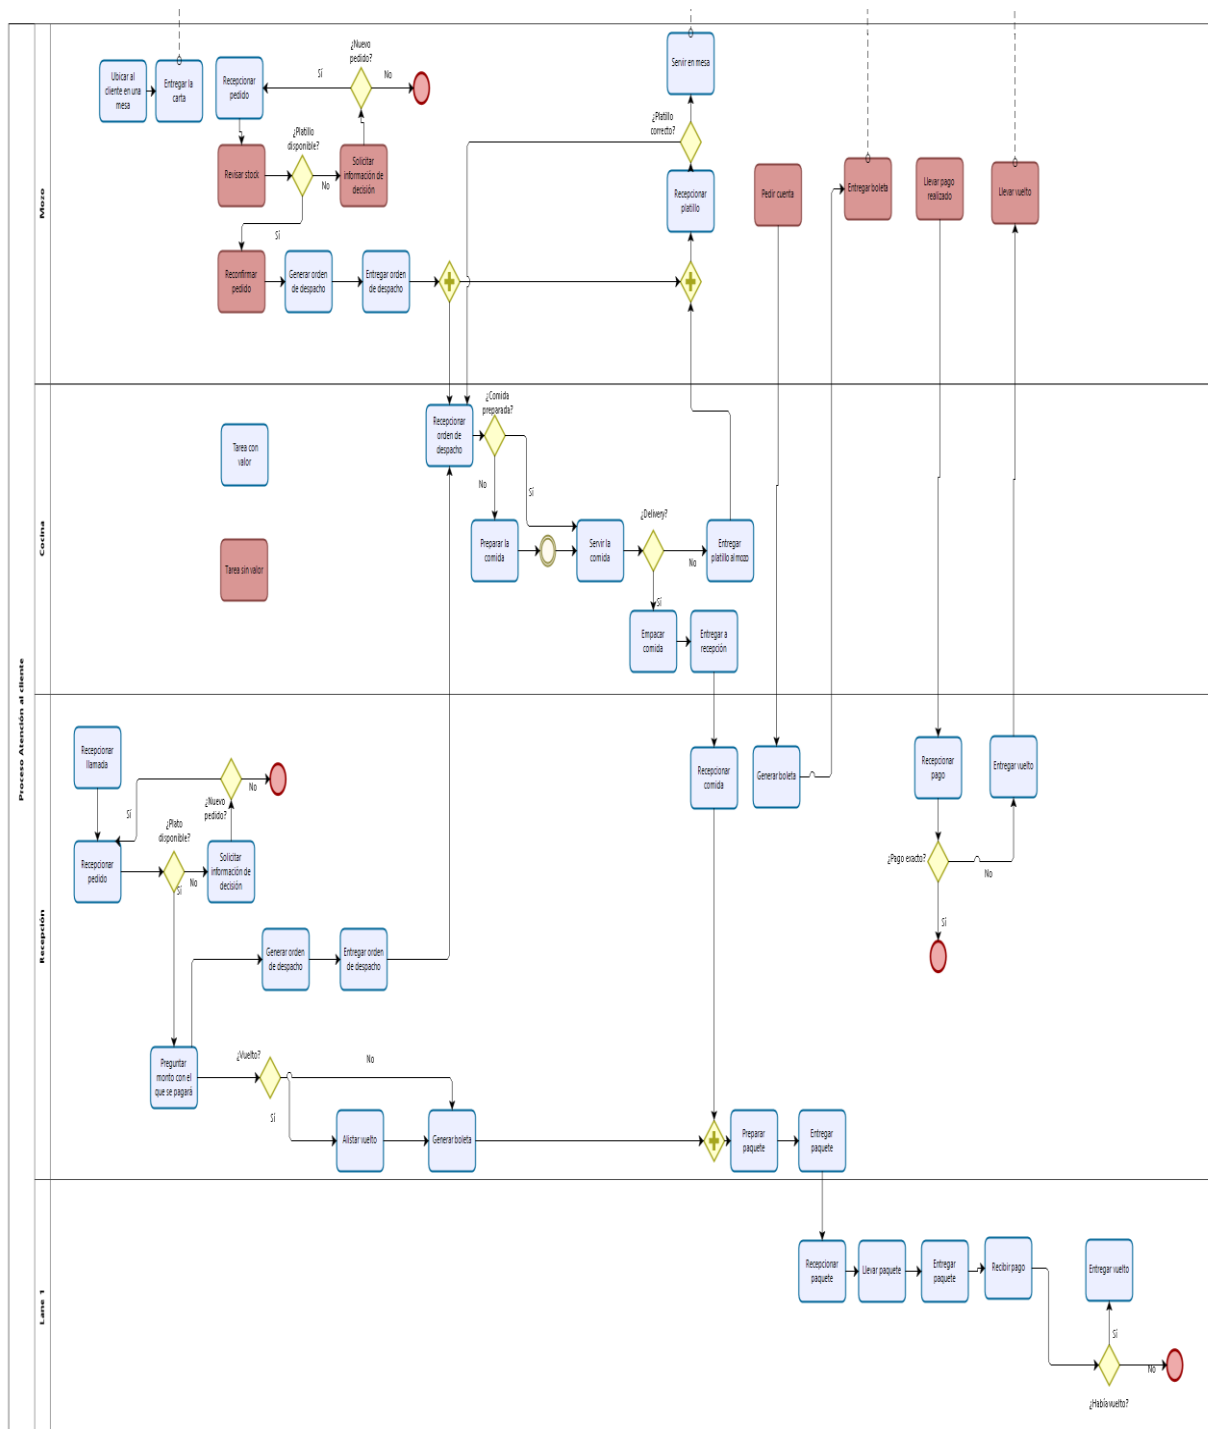 Proceso Atención al cliente
Mozo
Ubicar al
cliente en una
mesa
Entregar la
carta
Recepcionar
pedido
Sí
¿Nuevo
pedido?
No
Revisar stock
¿Platillo
disponible?
No
Solicitar
información de
decisión
Sí
Reconfirmar
pedido
Generar orden
de despacho
Entregar orden
de despacho
Servir en mesa
¿Platillo
correcto?
Recepcionar
platillo
Pedir cuenta
Entregar boleta
Llevar pago
realizado
Llevar vuelto
Cocina
Tarea con
valor
Tarea sin valor
Recepcionar
orden de
despacho
¿Comida
preparada?
No
Sí
Preparar la
comida
Servir la
comida
¿Delivery?
No
Entregar
platillo al mozo
Sí
Empacar
comida
Entregar a
recepción
Recepción
Recepcionar
llamada
Recepcionar
pedido
Sí
¿Plato
disponible?
Sí
No
¿Nuevo
pedido?
No
Solicitar
información de
decisión
Generar orden
de despacho
Entregar orden
de despacho
Preguntar
monto con el
que se pagará
¿Vuelto?
No
Sí
Alistar vuelto
Generar boleta
Recepcionar
comida
Generar boleta
Recepcionar
pago
Entregar vuelto
¿Pago exacto?
No
Sí
Preparar
paquete
Entregar
paquete
Lane 1
Recepcionar
paquete
Llevar paquete
Entregar
paquete
Recibir pago
Entregar vuelto
Sí
No
¿Había vuelto?